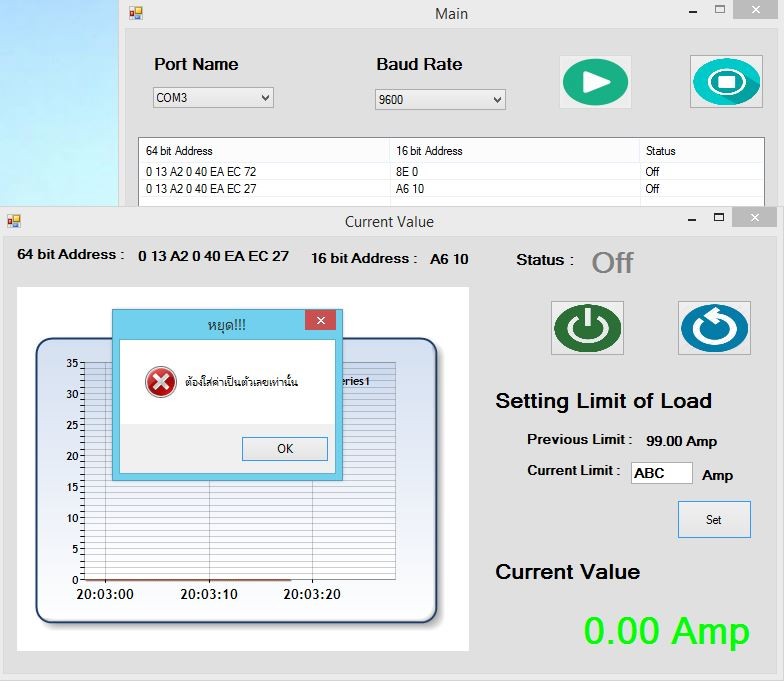 Main
Port Name
Baud Rate
COM3
9600
64 bit Address 16 bit Address Status
0 13 A2 0 40 EA EC 72 8E 0 Off
0 13 A2 0 40 EA EC 27 A6 10 Off
Current Value
64 bit Address : 0 13 A2 0 40 EA EC 27 16 bit Address : A6 10 Status : Off
หยุด!!!
ต้องใส่ค่าเป็นตัวเลขเท่านั้น
OK
eries1
35
30
25
20
15
10
5
0
20:03:00 20:03:10 20:03:20
Setting Limit of Load
Previous Limit : 99.00 Amp
Current Limit : ABC Amp
Set
Current Value
0.00 Amp